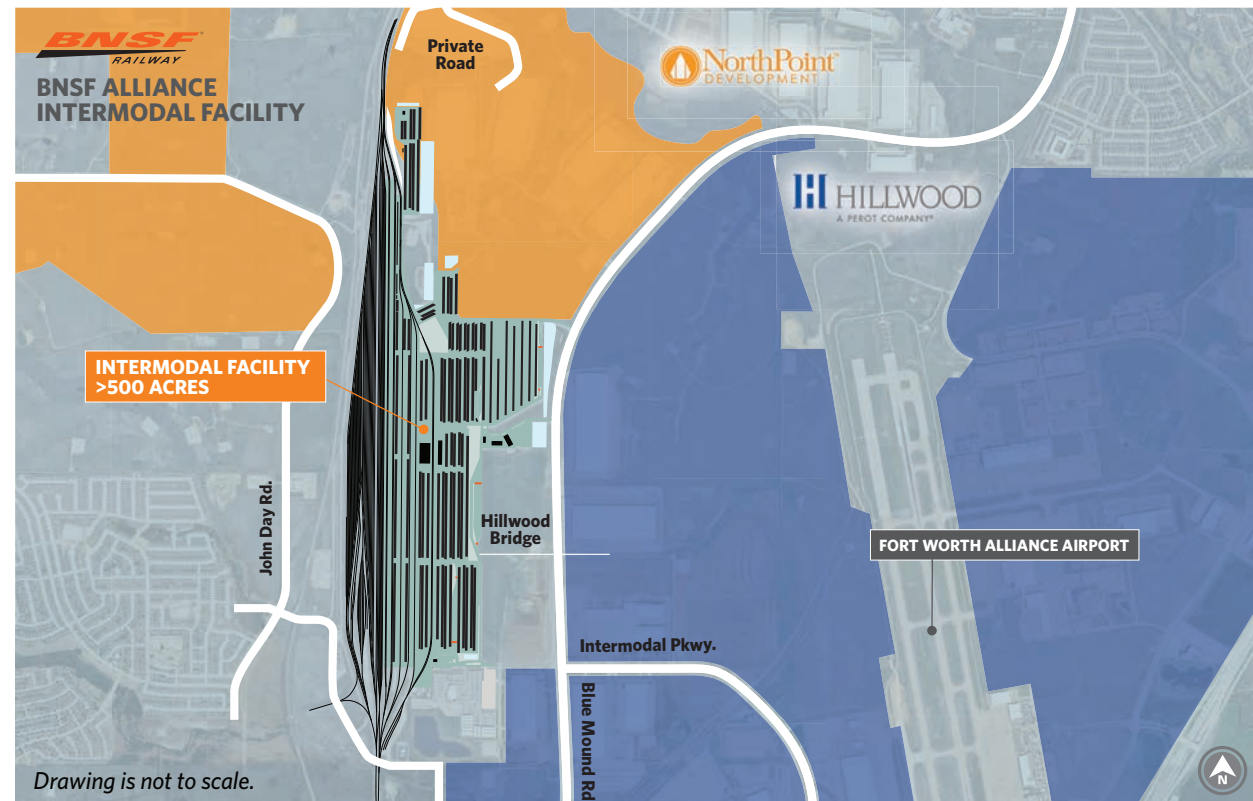 BNSF
RAILWAY
BNSF ALLIANCE
INTERMODAL FACILITY
Private
Road
NorthPoint™
DEVELOPMENT
HILLWOOD
A PEROT COMPANY®
INTERMODAL FACILITY
>500 ACRES
John Day Rd.
Hillwood
Bridge
FORT WORTH ALLIANCE AIRPORT
Intermodal Pkwy.
Blue Mound Rd
Drawing is not to scale.
N